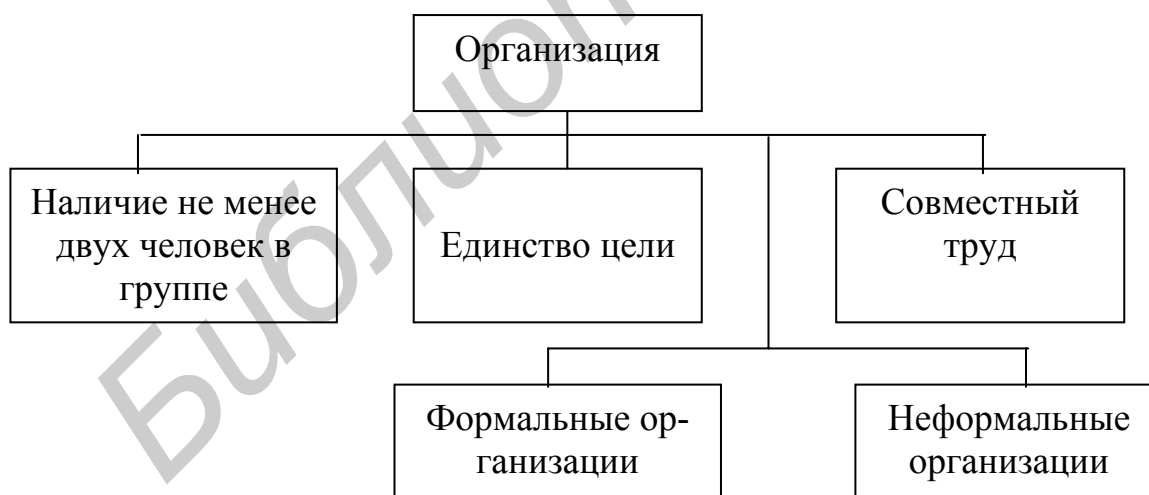 Организация
Наличие не менее
двух человек в
группе
Единство цели
Совместный
труд
Формальные ор-
ганизации
Неформальные
организации